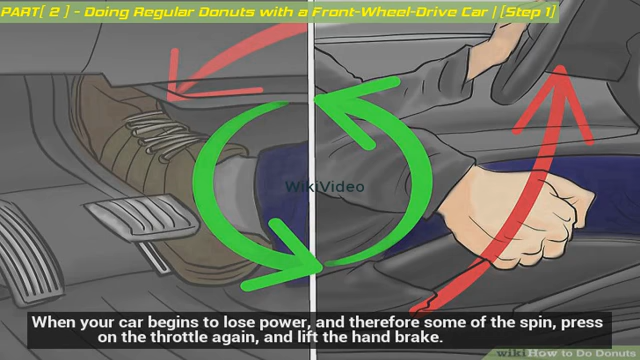 PART[ 2 ] - Doing Regular Donuts with a Front-Wheel-Drive Car | [Step 1]
WikiVideo
When your car begins to lose power, and therefore some of the spin, press
on the throttle again, and lift the hand brake.
wikiHow to Do Donuts